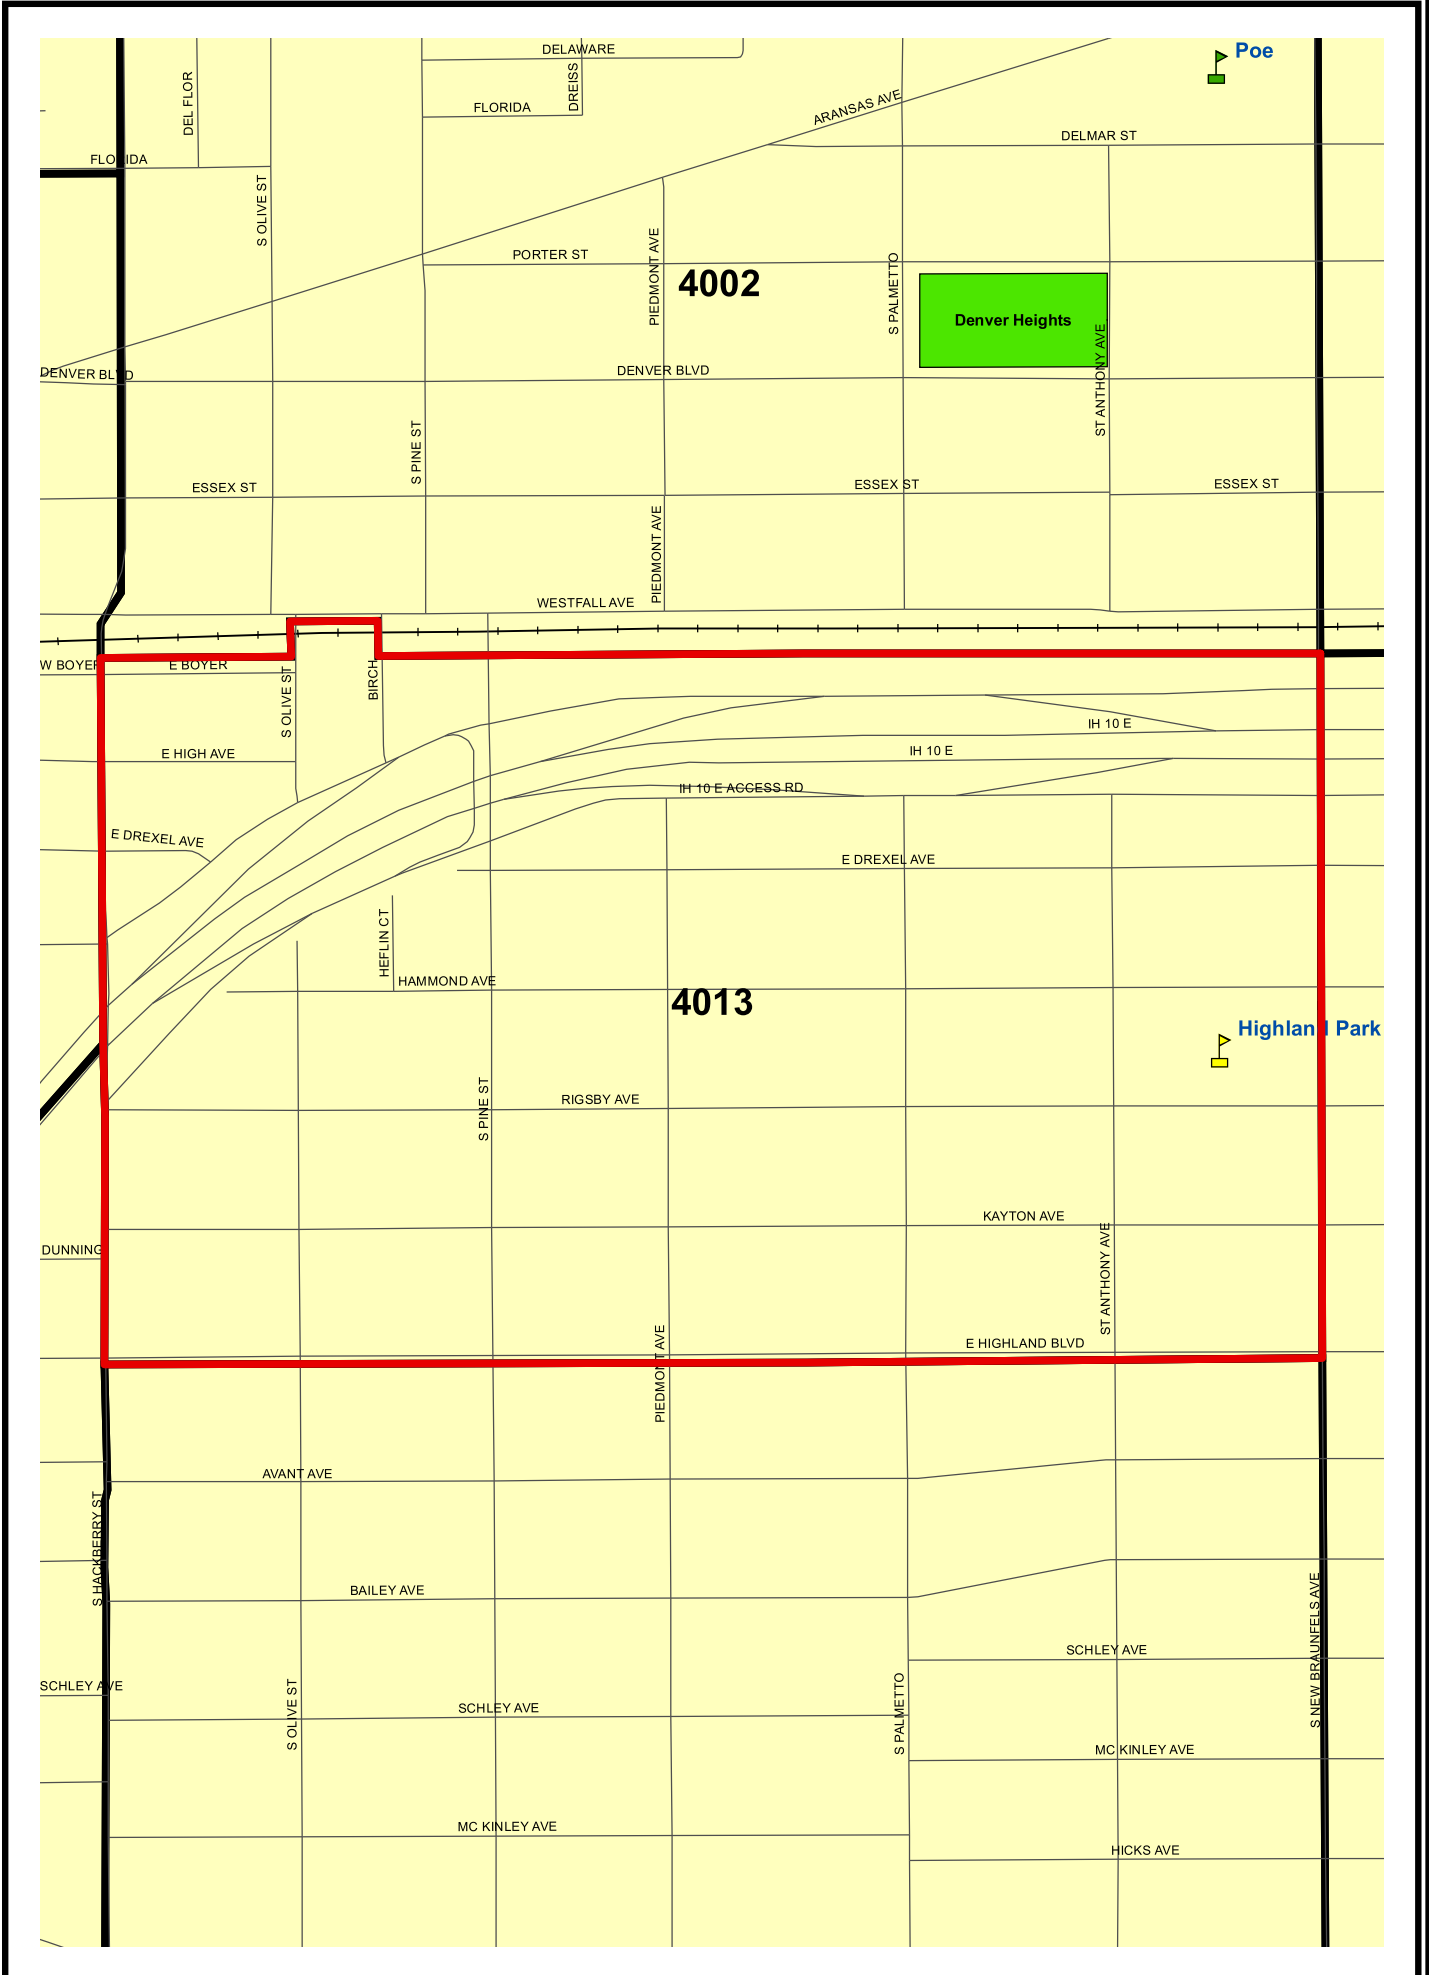 DELAWARE
Poe
DEL FLOR
DREISS
FLORIDA
ARANSAS AVE
DELMAR ST
FLORIDA
S OLIVE ST
PORTER ST
PIEDMONT AVE
4002
S PALMETTO
Denver Heights
ST ANTHONY AVE
DENVER BLVD
DENVER BLVD
S PINE ST
ESSEX ST
ESSEX ST
ESSEX ST
PIEDMONT AVE
WESTFALL AVE
W BOYER
E BOYER
S OLIVE ST
BIRCH
IH 10 E
E HIGH AVE
IH 10 E
IH 10 E ACCESS RD
E DREXEL AVE
E DREXEL AVE
HEFLIN CT
HAMMOND AVE
4013
Highland Park
S PINE ST
RIGSBY AVE
KAYTON AVE
DUNNING
ST ANTHONY AVE
E HIGHLAND BLVD
PIEDMONT AVE
AVANT AVE
S HACKBERRY ST
BAILEY AVE
S NEW BRAUNFELS AVE
SCHLEY AVE
SCHLEY AVE
S OLIVE ST
SCHLEY AVE
S PALMETTO
MC KINLEY AVE
MC KINLEY AVE
HICKS AVE